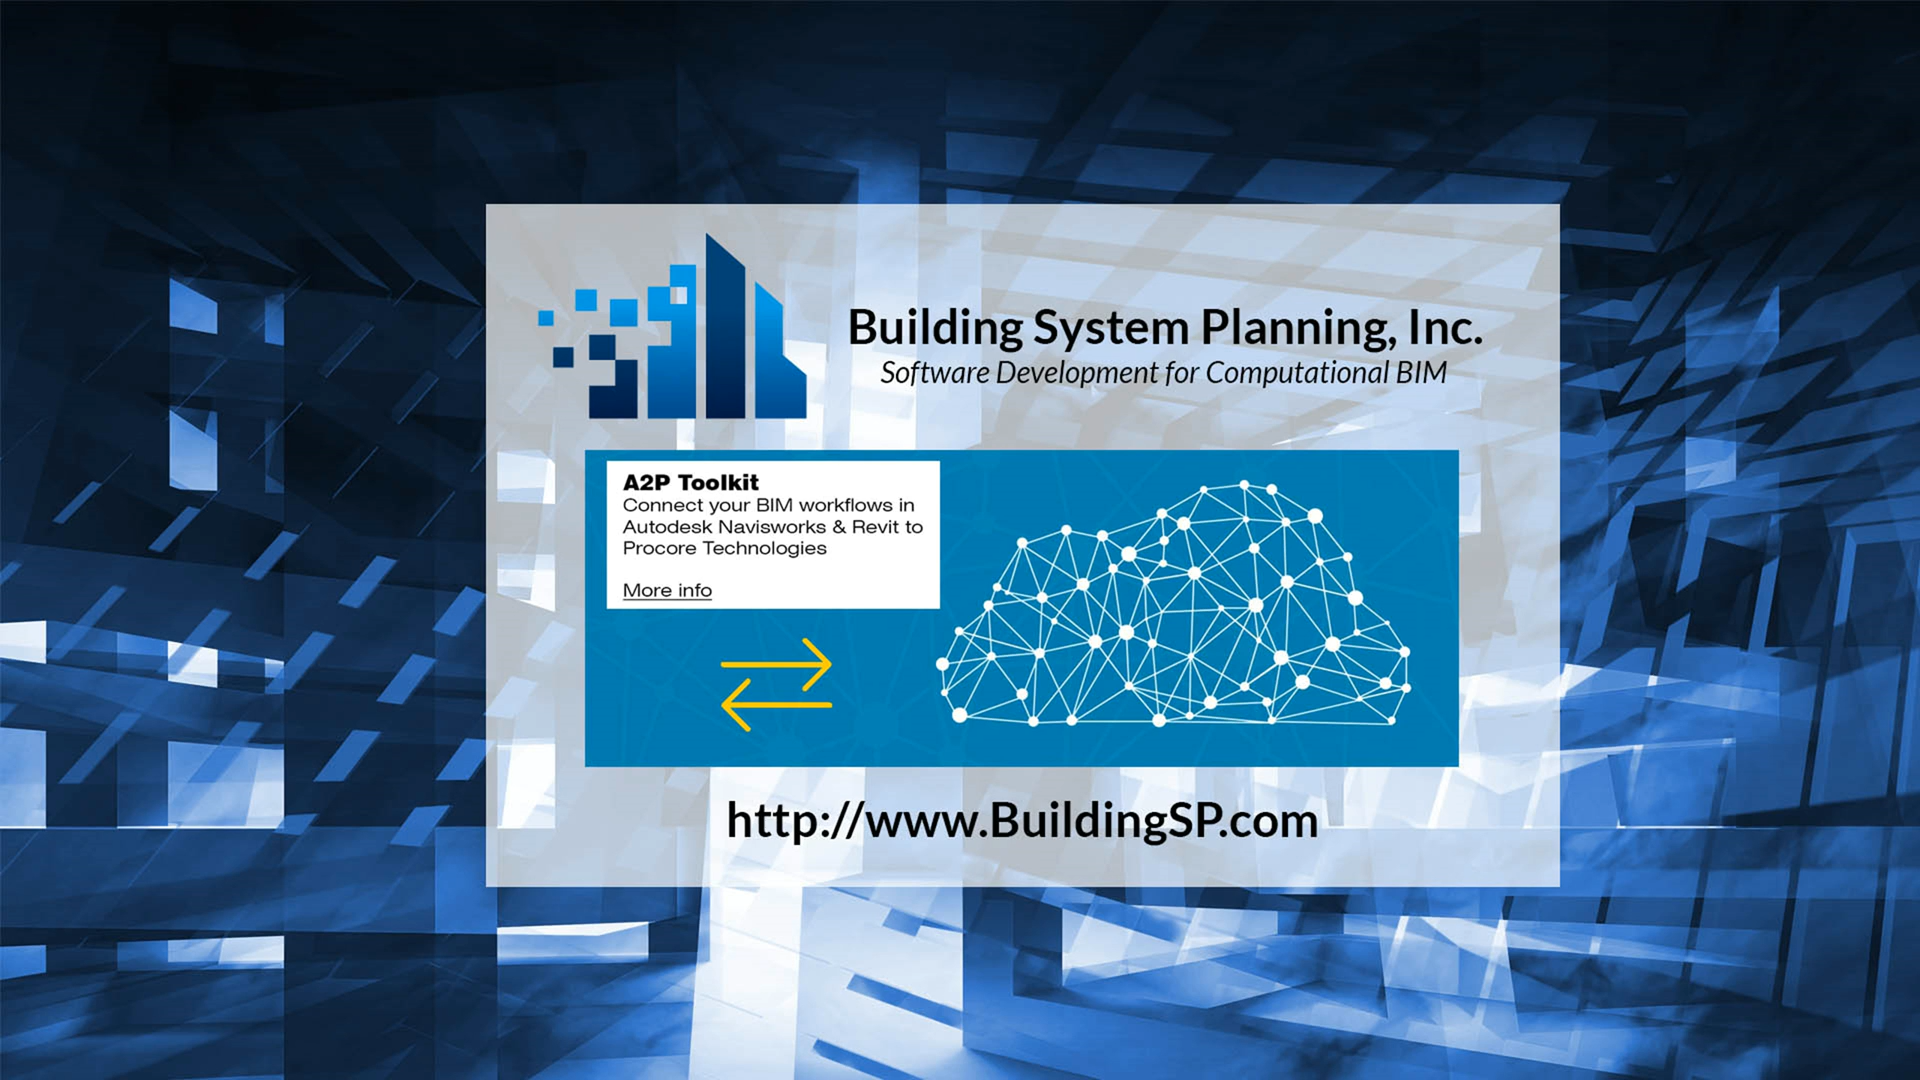 Building System Planning, Inc.
Software Development for Computational BIM
A2P Toolkit
Connect your BIM workflows in
Autodesk Navisworks & Revit to
Procore Technologies
More info
http://www.BuildingSP.com